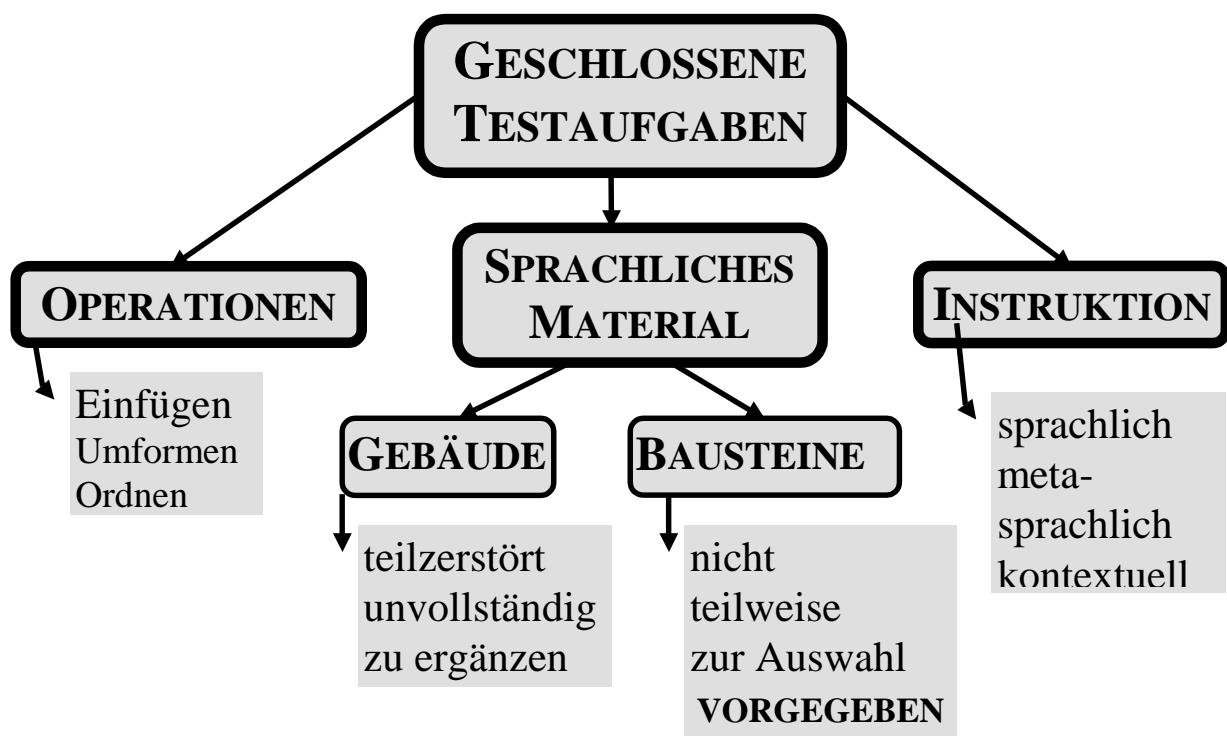 GESCHLOSSENE
TESTAUFGABEN
OPERATIONEN
SPRACHLICHES
MATERIAL
INSTRUKTION
Einfügen
Umformen
Ordnen
GEBÄUDE
BAUSTEINE
teilzerstört
unvollständig
zu ergänzen
nicht
teilweise
zur Auswahl
VORGEGEBEN
sprachlich
meta-
sprachlich
kontextuell